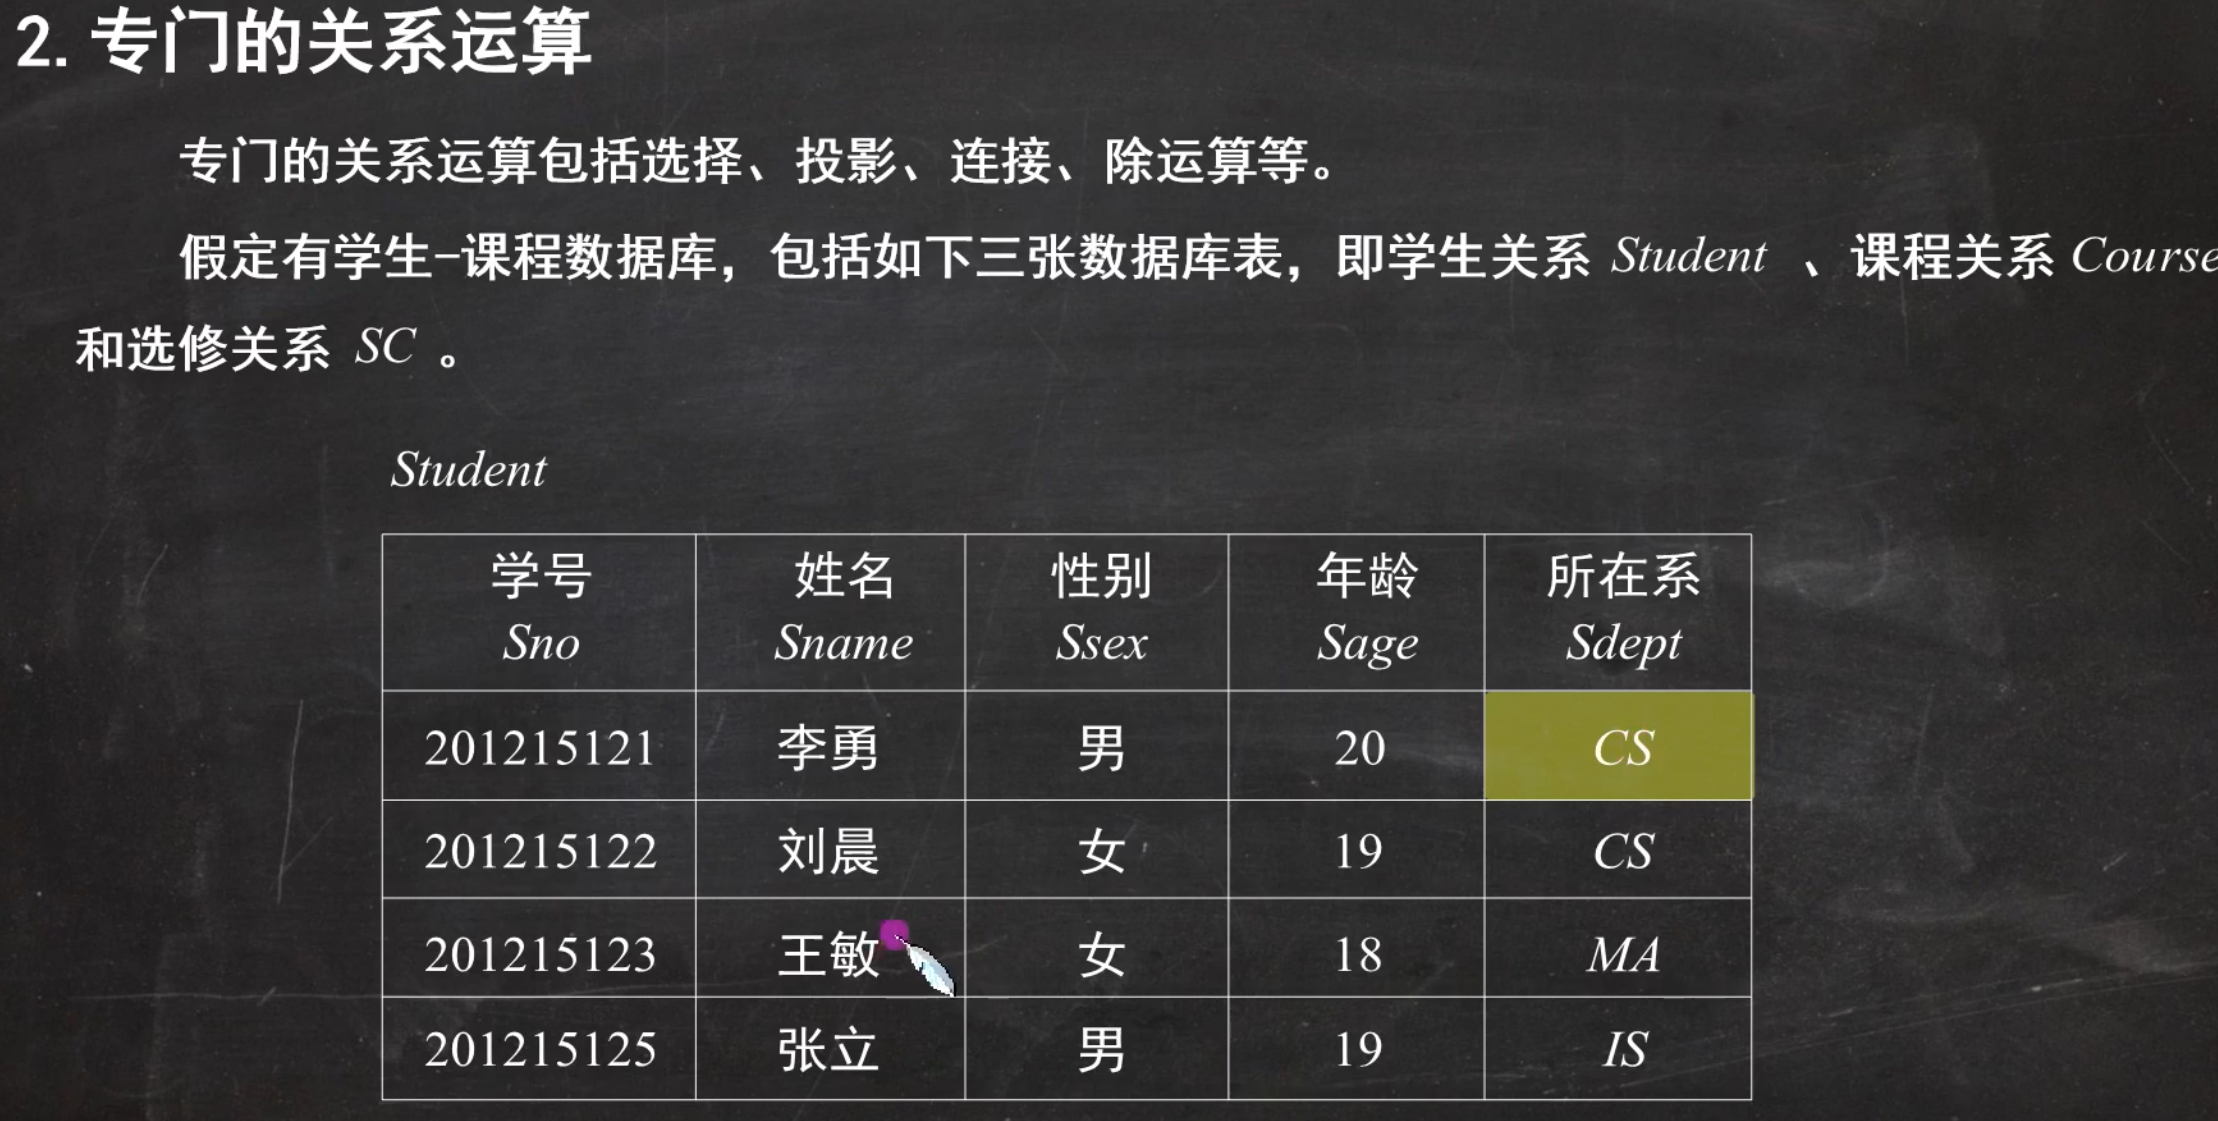 2. 专门的关系运算
专门的关系运算包括选择、投影、连接、除运算等。
假定有学生-课程数据库，包括如下三张数据库表，即学生关系 Student 、课程关系 Course
和选修关系 SC 。
Student
学号 姓名 性别 年龄 所在系
Sno Sname Ssex Sage Sdept
201215121 李勇 男 20 CS
201215122 刘晨 女 19 CS
201215123 王敏 女 18 MA
201215125 张立 男 19 IS